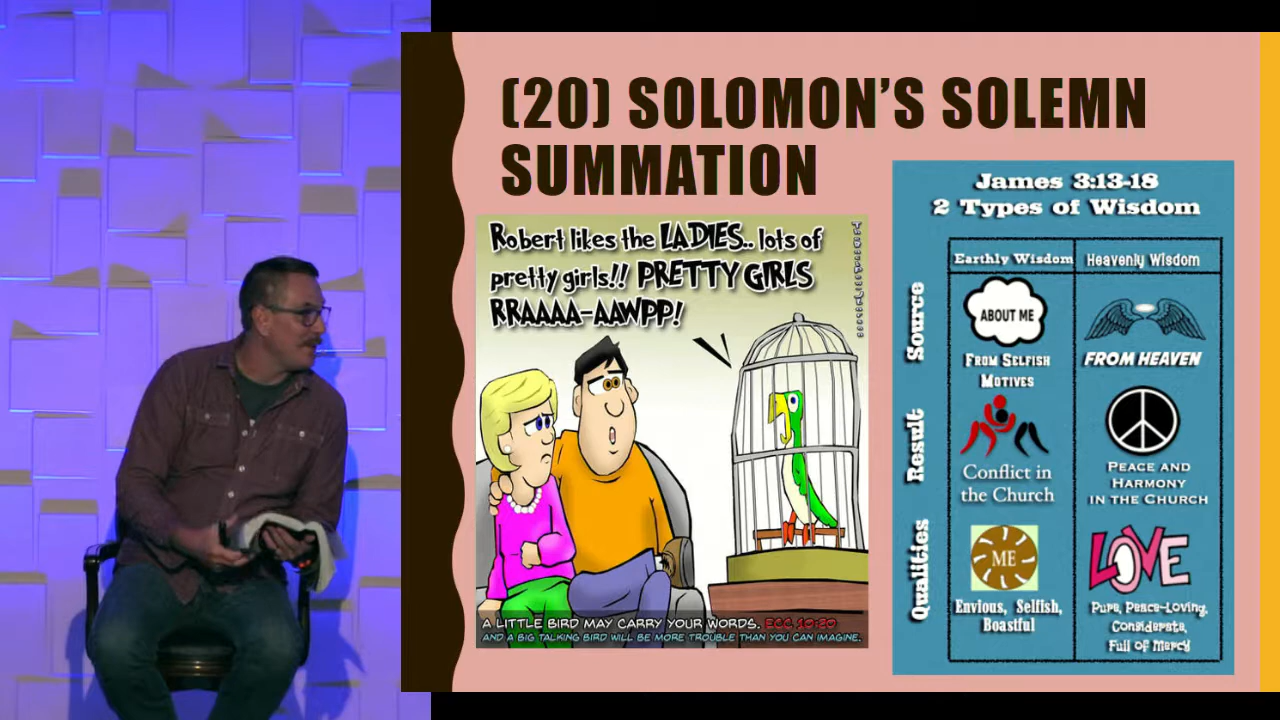 (20) SOLOMON'S SOLEMN
SUMMATION
Robert likes the LADIES.. lots of
pretty girls!! PRETTY GIRLS
RRAAAA-AAWPP!
A LITTLE BIRD MAY CARRY YOUR WORDS. ECC 10:20
AND A BIG TALKING BIRD WILL BE MORE TROUBLE THAN YOU CAN IMAGINE.
James 3:13-18
2 Types of Wisdom
Earthly Wisdom
Heavenly Wisdom
Source
ABOUT ME
FROM SELFISH
MOTIVES
FROM HEAVEN
Result
Conflict in
the Church
PEACE AND
HARMONY
IN THE CHURCH
Qualities
ME
Envious, Selfish,
Boastful
LOVE
Pure, Peace-Loving,
Considerate,
Full of Mercy